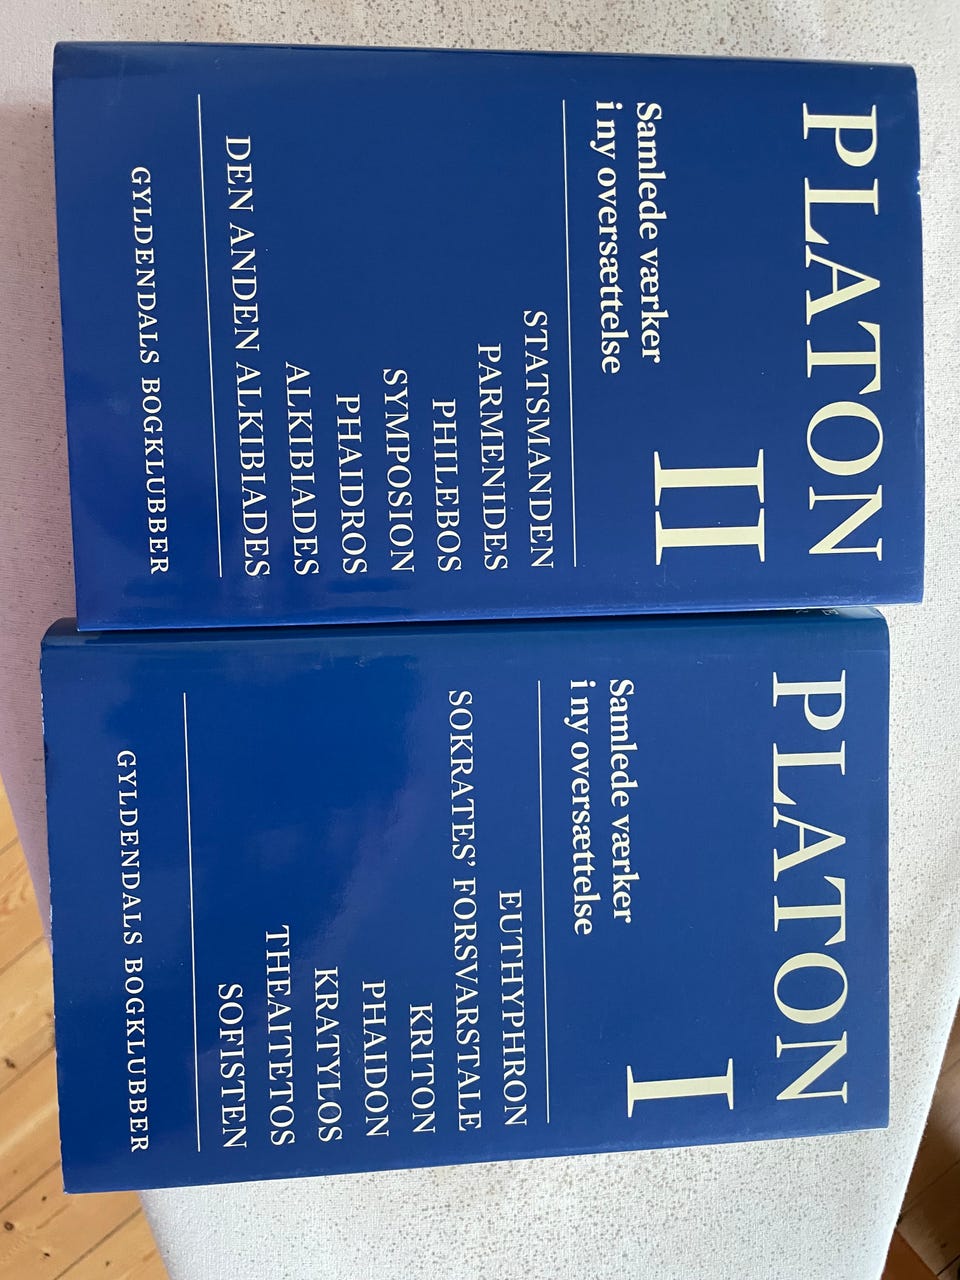 PLATON
Samlede værker
i ny oversættelse
II
STATSMANDEN
PARMENIDES
PHILEBOS
SYMPOSION
PHAIDROS
ALKIBIADES
DEN ANDEN ALKIBIADES
GYLDENDALS BOGKLUBBER
PLATON
Samlede værker
i ny oversættelse
I
EUTHYPHRON
SOKRATES’ FORSVARSTALE
KRITON
PHAIDON
KRATYLOS
THEAITETOS
SOFISTEN
GYLDENDALS BOGKLUBBER